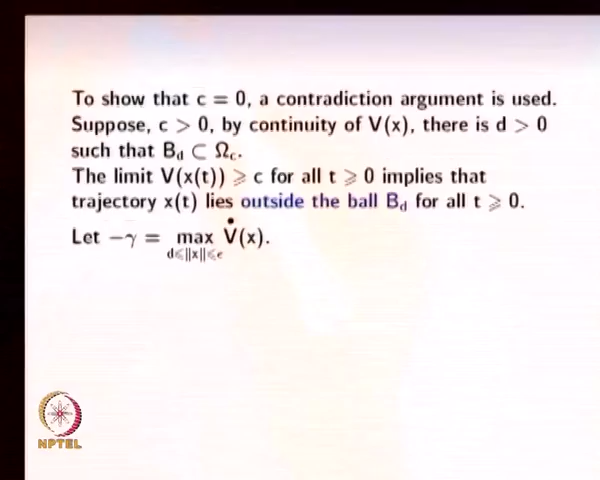 To show that c = 0, a contradiction argument is used.
Suppose, c > 0, by continuity of V(x), there is d > 0
such that B_d ⊂ Ω_c.
The limit V(x(t)) ⩾ c for all t ⩾ 0 implies that
trajectory x(t) lies outside the ball B_d for all t ⩾ 0.
Let −γ = max V̇(x).
d⩽||x||⩽e
NPTEL